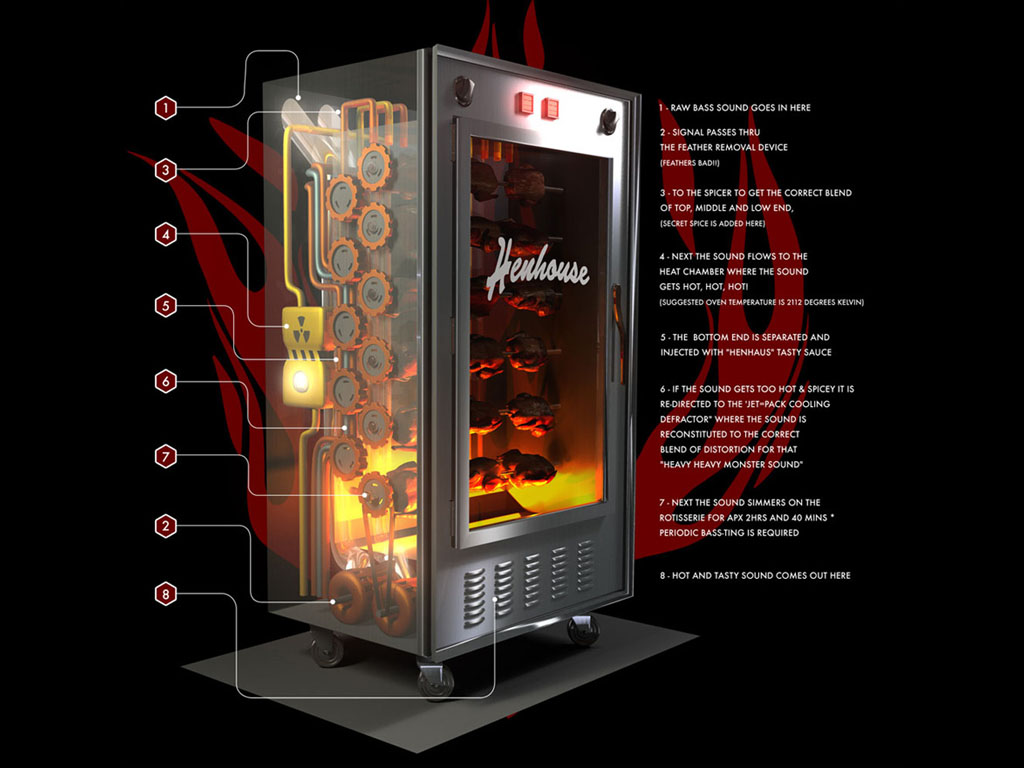 1
3
4
5
6
7
2
8
Henhouse
1 - RAW BASS SOUND GOES IN HERE
2 - SIGNAL PASSES THRU
THE FEATHER REMOVAL DEVICE
(FEATHERS BAD!!)
3 - TO THE SPICER TO GET THE CORRECT BLEND
OF TOP, MIDDLE AND LOW END,
(SECRET SPICE IS ADDED HERE)
4 - NEXT THE SOUND FLOWS TO THE
HEAT CHAMBER WHERE THE SOUND
GETS HOT, HOT, HOT!
(SUGGESTED OVEN TEMPERATURE IS 2112 DEGREES KELVIN)
5 - THE BOTTOM END IS SEPARATED AND
INJECTED WITH "HENHAUS" TASTY SAUCE
6 - IF THE SOUND GETS TOO HOT & SPICEY IT IS
RE-DIRECTED TO THE 'JET=PACK COOLING
DEFRACTOR" WHERE THE SOUND IS
RECONSTITUTED TO THE CORRECT
BLEND OF DISTORTION FOR THAT
"HEAVY HEAVY MONSTER SOUND"
7 - NEXT THE SOUND SIMMERS ON THE
ROTISSERIE FOR APX 2HRS AND 40 MINS *
PERIODIC BASS-TING IS REQUIRED
8 - HOT AND TASTY SOUND COMES OUT HERE